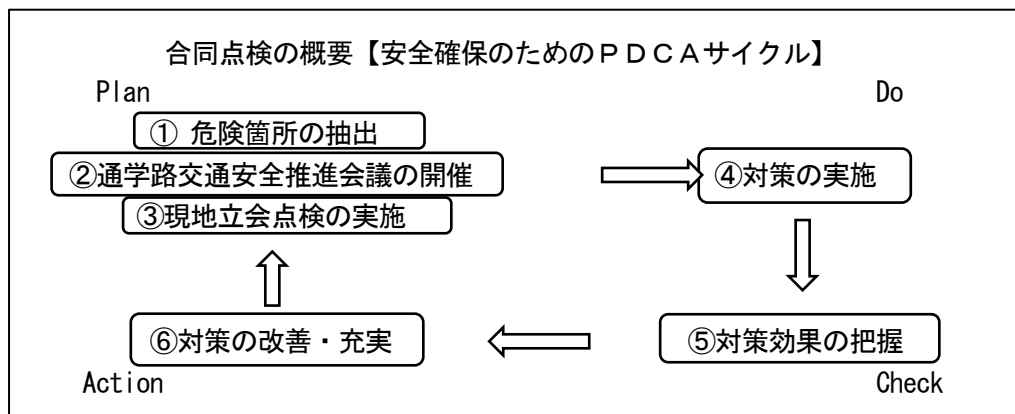 合同点検の概要【安全確保のためのＰＤＣＡサイクル】
Plan
Do
① 危険箇所の抽出
②通学路交通安全推進会議の開催
③現地立会点検の実施
④対策の実施
⑥対策の改善・充実
⑤対策効果の把握
Action
Check